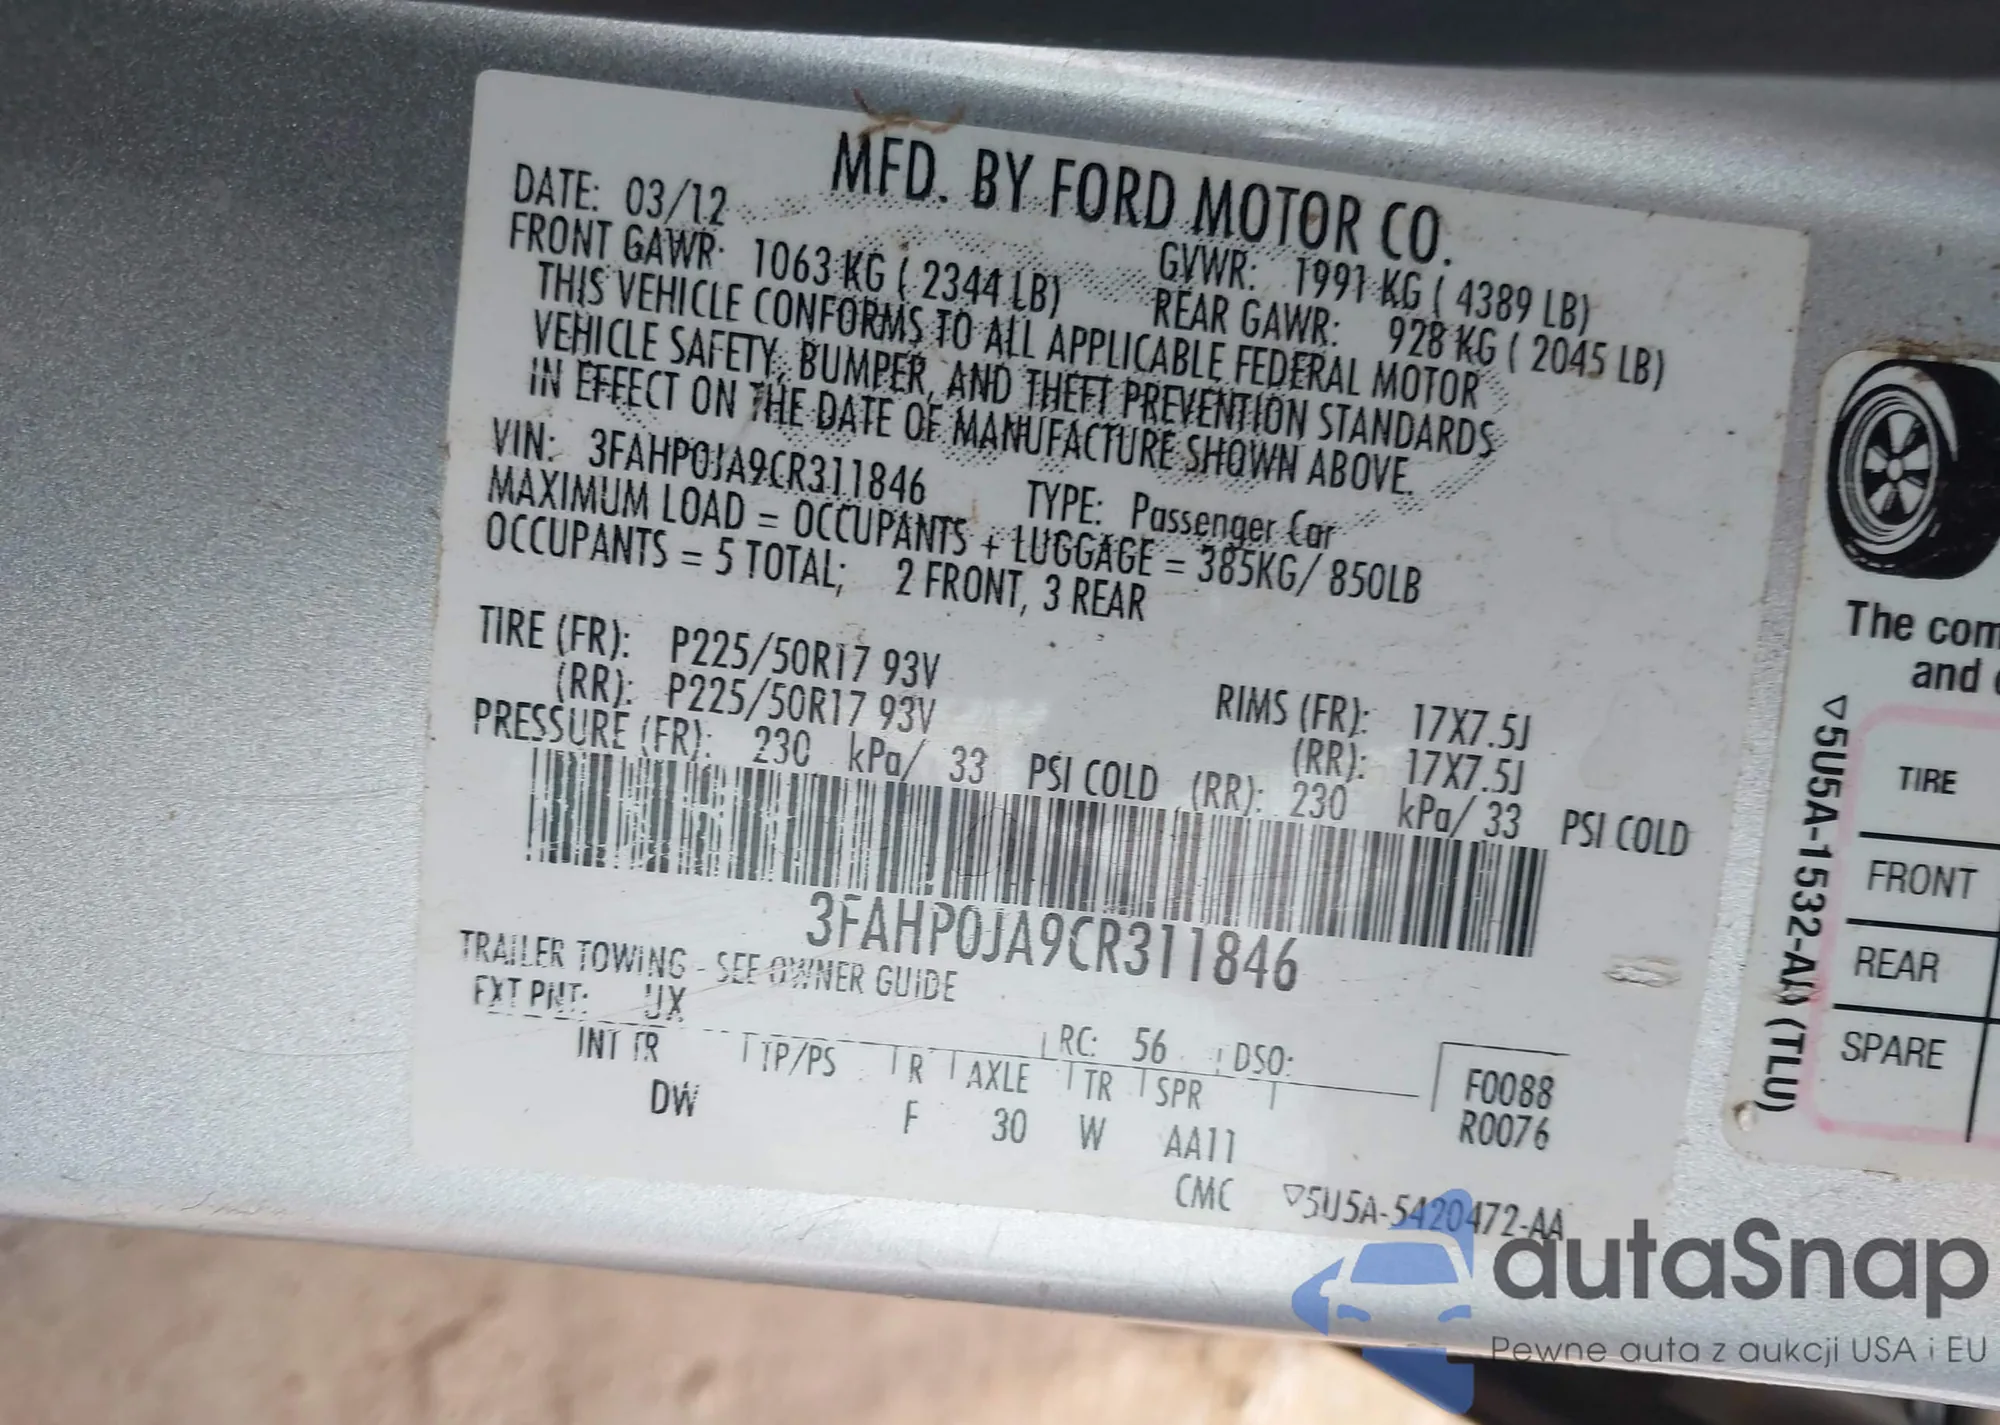 MFD. BY FORD MOTOR CO.
DATE: 03/12 GVWR: 1991 KG ( 4389 LB)
FRONT GAWR: 1063 KG ( 2344 LB) REAR GAWR: 928 KG ( 2045 LB)
THIS VEHICLE CONFORMS TO ALL APPLICABLE FEDERAL MOTOR
VEHICLE SAFETY, BUMPER, AND THEFT PREVENTION STANDARDS
IN EFFECT ON THE DATE OF MANUFACTURE SHOWN ABOVE.
VIN: 3FAHP0JA9CR311846 TYPE: Passenger Car
MAXIMUM LOAD = OCCUPANTS + LUGGAGE = 385KG/ 850LB
OCCUPANTS = 5 TOTAL; 2 FRONT, 3 REAR
TIRE (FR): P225/50R17 93V RIMS (FR): 17X7.5J
(RR): P225/50R17 93V (RR): 17X7.5J
PRESSURE (FR): 230 kPa/ 33 PSI COLD (RR): 230 kPa/ 33 PSI COLD
3FAHP0JA9CR311846
TRAILER TOWING - SEE OWNER GUIDE
EXT PNT: UX RC: 56 DSO:
INT TR TP/PS R AXLE TR SPR F0088
DW F 30 W AA11 R0076
CMC ▽5U5A-5420472-AA
The com
and
▽5U5A-1532-AA (TLU)
TIRE
FRONT
REAR
SPARE
autaSnap
Pewne auta z aukcji USA i EU